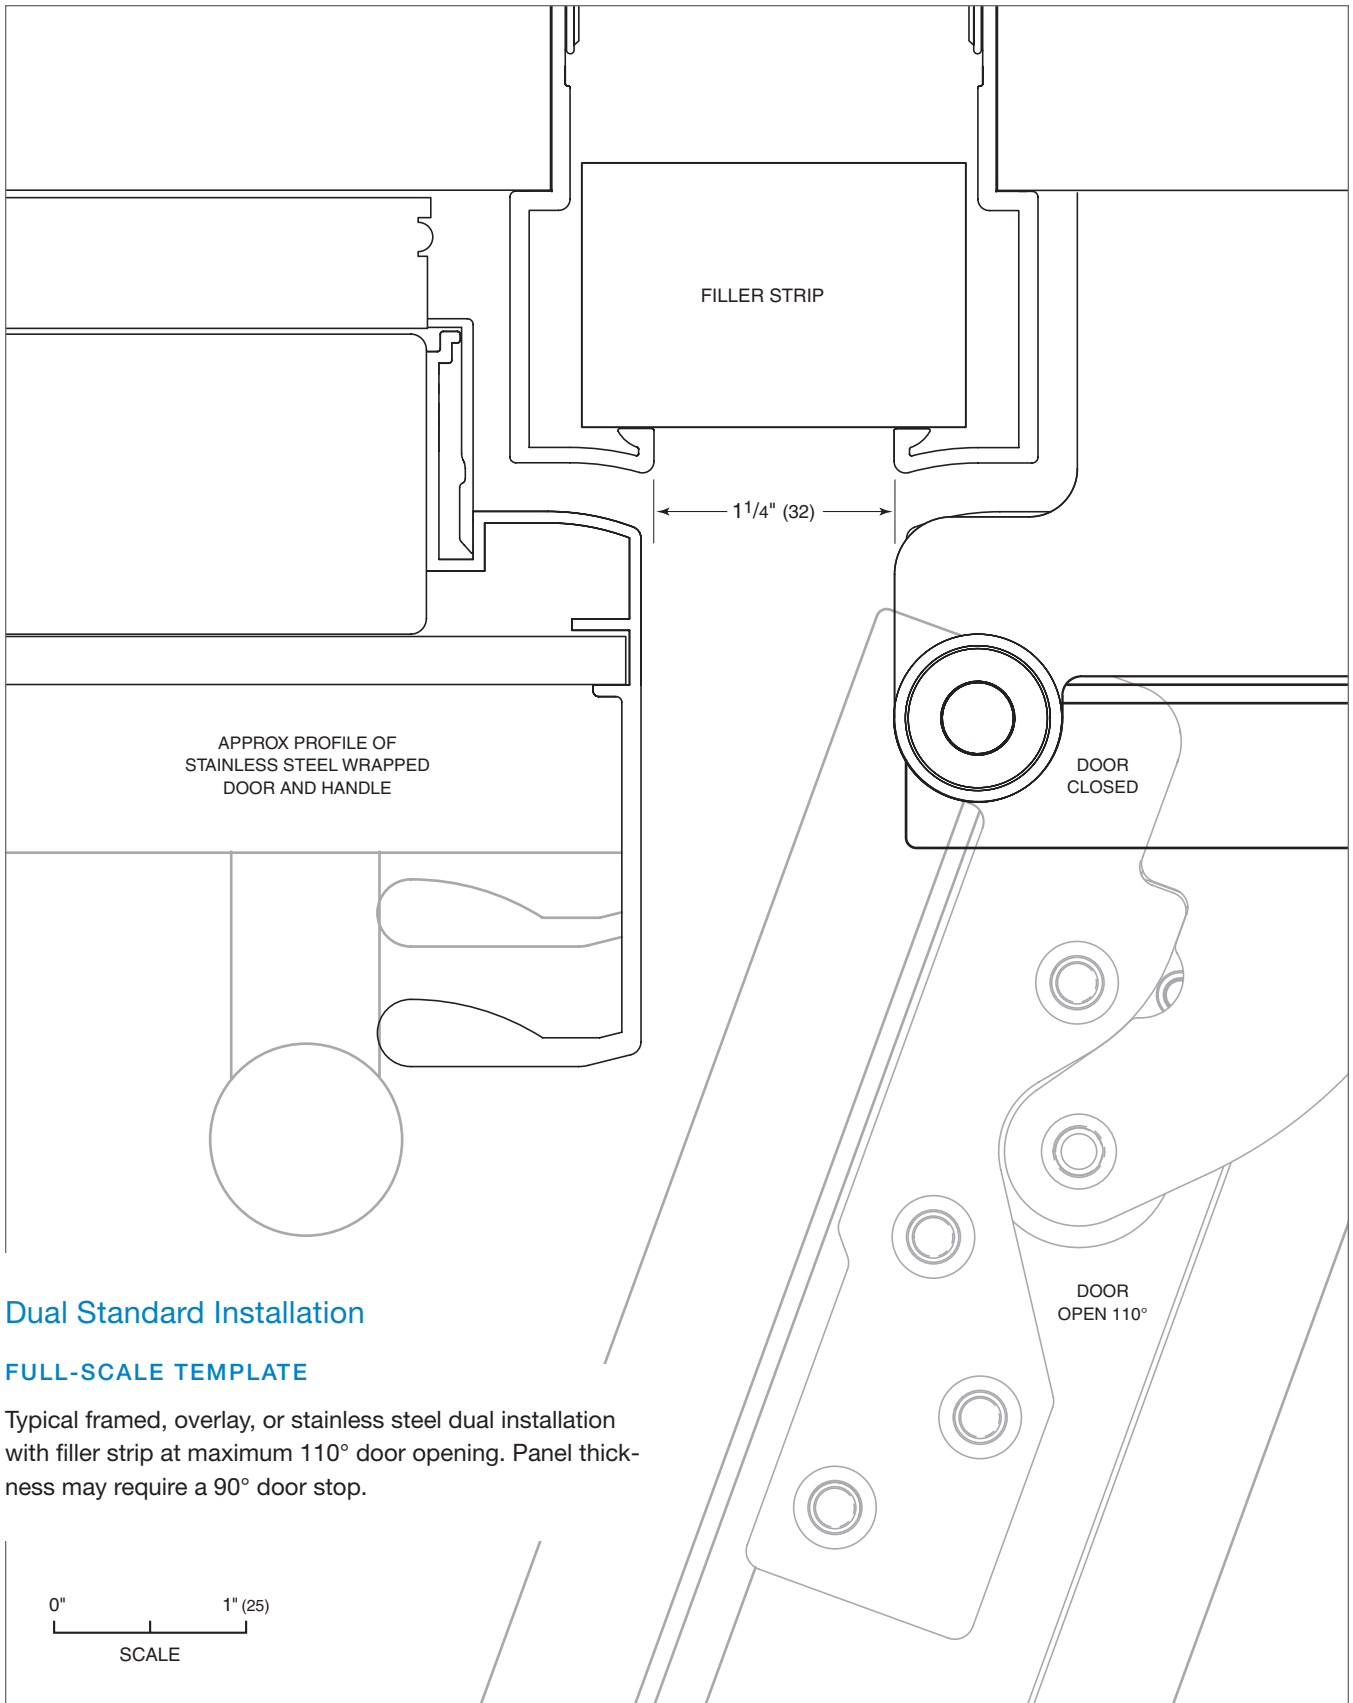 FILLER STRIP
1 1/4" (32)
APPROX PROFILE OF
STAINLESS STEEL WRAPPED
DOOR AND HANDLE
DOOR
CLOSED
DOOR
OPEN 110°
Dual Standard Installation
FULL-SCALE TEMPLATE
Typical framed, overlay, or stainless steel dual installation
with filler strip at maximum 110° door opening. Panel thick-
ness may require a 90° door stop.
0" 1" (25)
SCALE